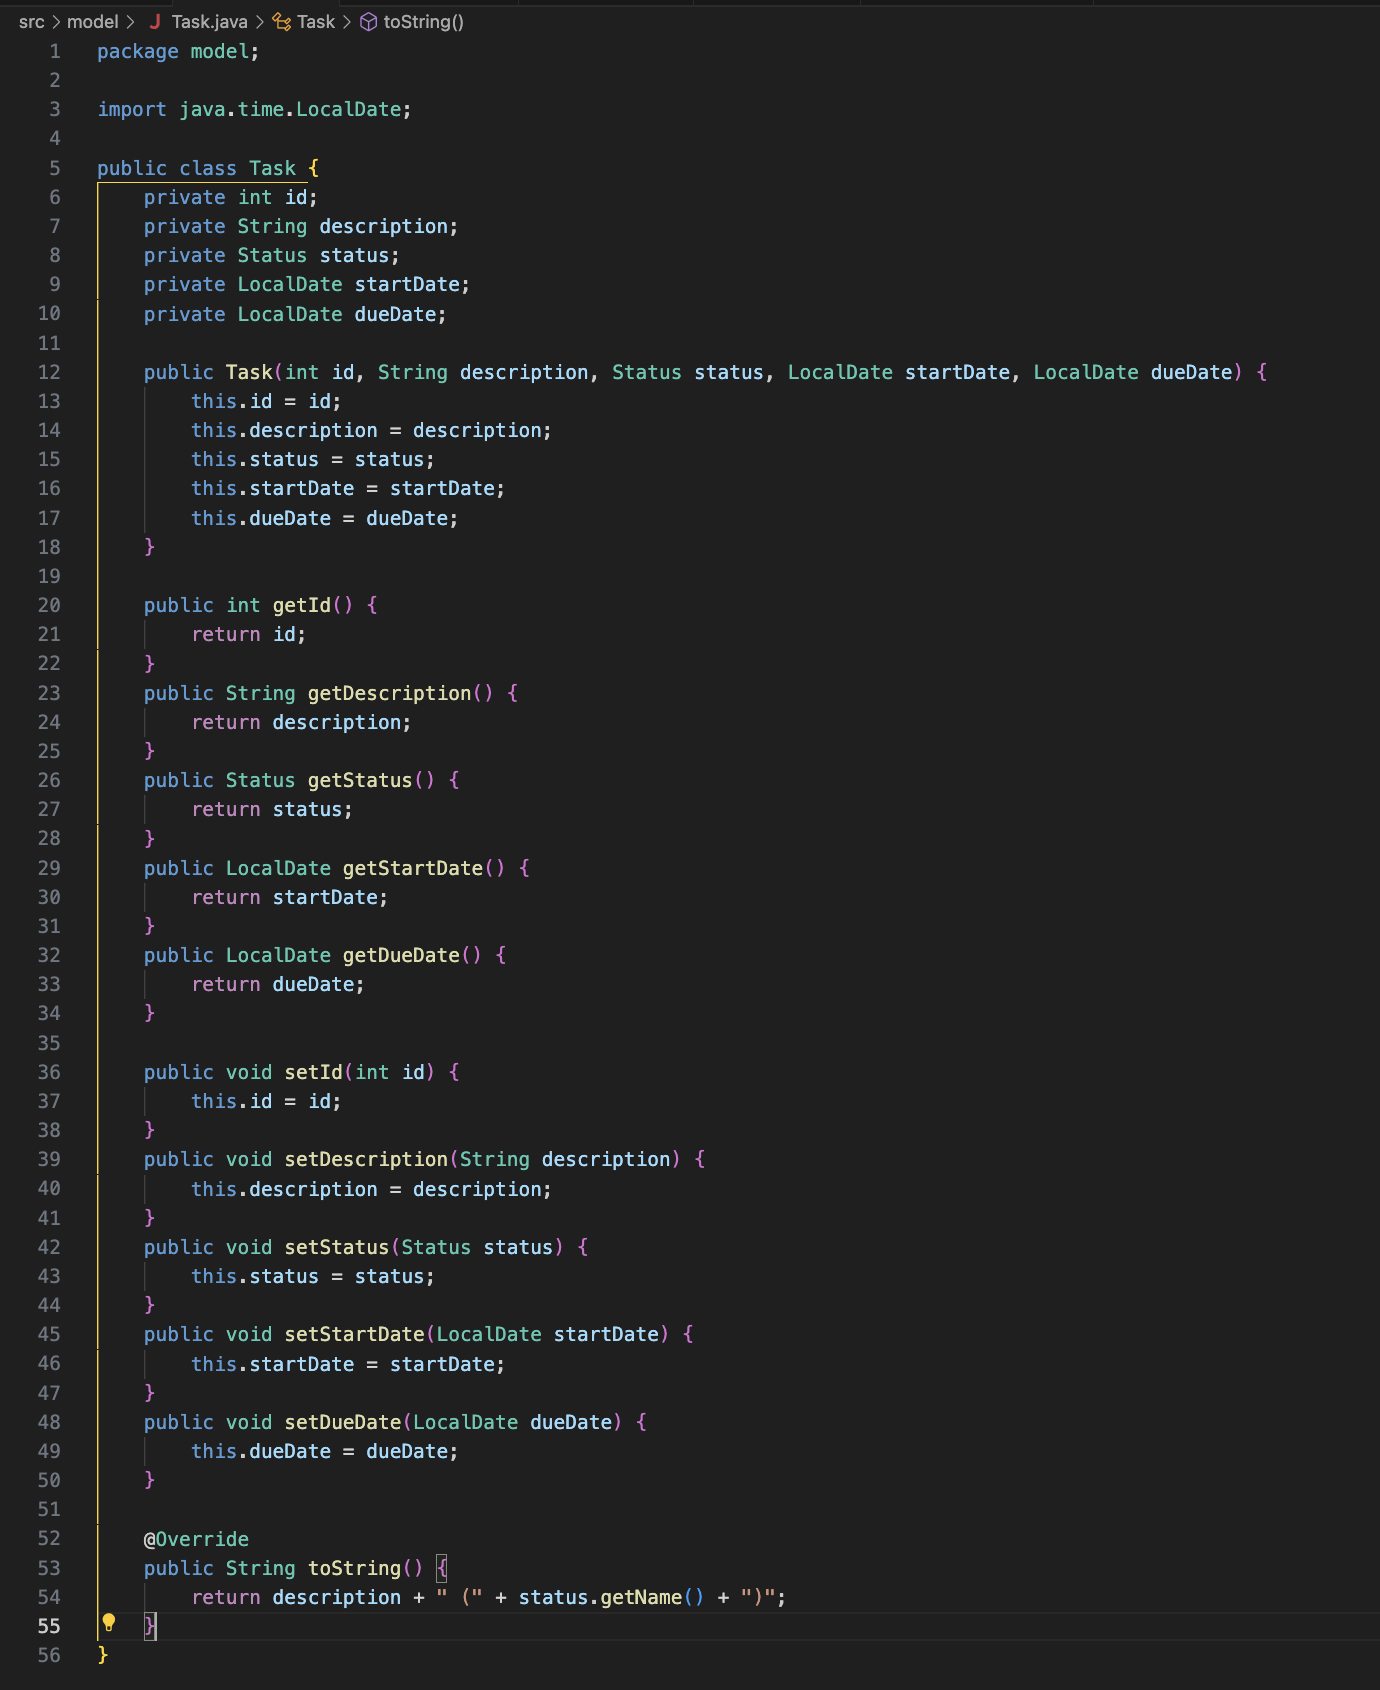 src > model > J Task.java > Task > toString()
1 package model;
2
3 import java.time.LocalDate;
4
5 public class Task {
6     private int id;
7     private String description;
8     private Status status;
9     private LocalDate startDate;
10     private LocalDate dueDate;
11
12     public Task(int id, String description, Status status, LocalDate startDate, LocalDate dueDate) {
13         this.id = id;
14         this.description = description;
15         this.status = status;
16         this.startDate = startDate;
17         this.dueDate = dueDate;
18     }
19
20     public int getId() {
21         return id;
22     }
23     public String getDescription() {
24         return description;
25     }
26     public Status getStatus() {
27         return status;
28     }
29     public LocalDate getStartDate() {
30         return startDate;
31     }
32     public LocalDate getDueDate() {
33         return dueDate;
34     }
35
36     public void setId(int id) {
37         this.id = id;
38     }
39     public void setDescription(String description) {
40         this.description = description;
41     }
42     public void setStatus(Status status) {
43         this.status = status;
44     }
45     public void setStartDate(LocalDate startDate) {
46         this.startDate = startDate;
47     }
48     public void setDueDate(LocalDate dueDate) {
49         this.dueDate = dueDate;
50     }
51
52     @Override
53     public String toString() {
54         return description + " (" + status.getName() + ")";
55     }
56 }